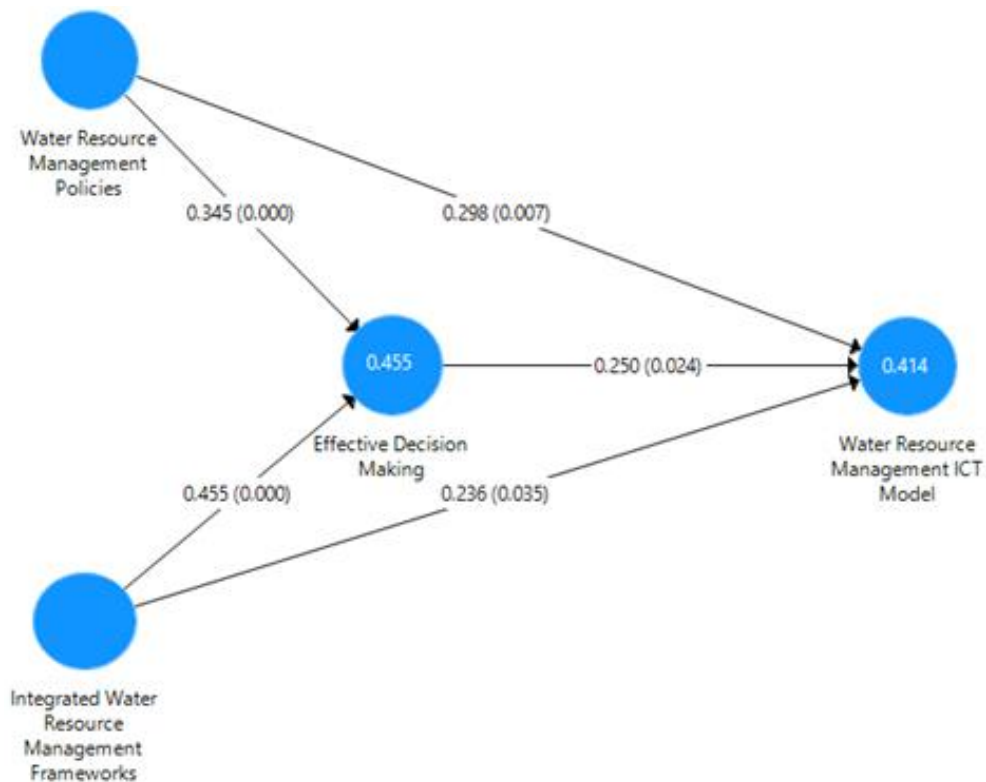 Water Resource
Management
Policies
0.345 (0.000)
0.298 (0.007)
0.455
0.250 (0.024)
0.414
Effective Decision
Making
Water Resource
Management ICT
Model
0.455 (0.000)
0.236 (0.035)
Integrated Water
Resource
Management
Frameworks